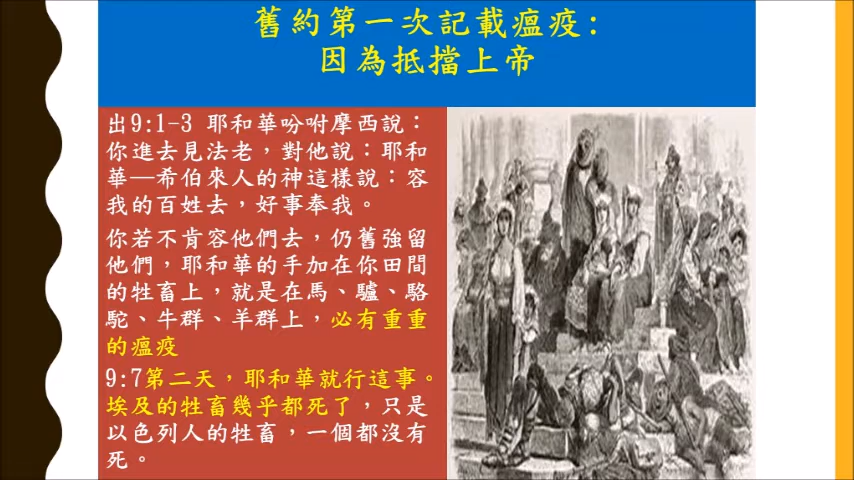 舊約第一次記載瘟疫:
因為抵擋上帝
出9:1-3 耶和華吩咐摩西說：
你進去見法老，對他說：耶和
華—希伯來人的神這樣說：容
我的百姓去，好事奉我。
你若不肯容他們去，仍舊強留
他們，耶和華的手加在你田間
的牲畜上，就是在馬、驢、駱
駝、牛群、羊群上，必有重重
的瘟疫
9:7第二天，耶和華就行這事。
埃及的牲畜幾乎都死了，只是
以色列人的牲畜，一個都沒有
死。